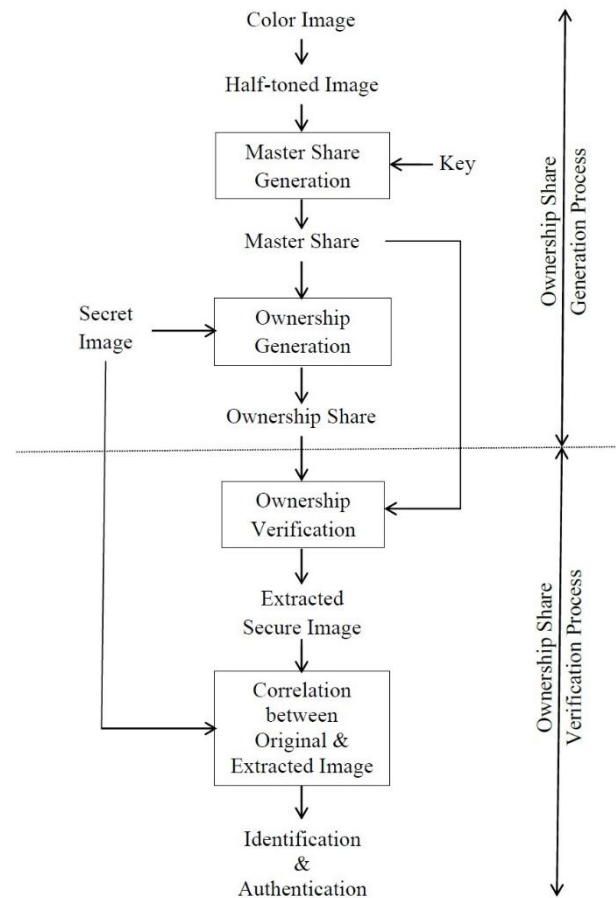 Color Image
Half-toned Image
Master Share
Generation
Key
Master Share
Secret
Image
Ownership
Generation
Ownership Share
Ownership Share
Generation Process
Ownership
Verification
Extracted
Secure Image
Correlation
between
Original &
Extracted Image
Identification
&
Authentication
Ownership Share
Verification Process